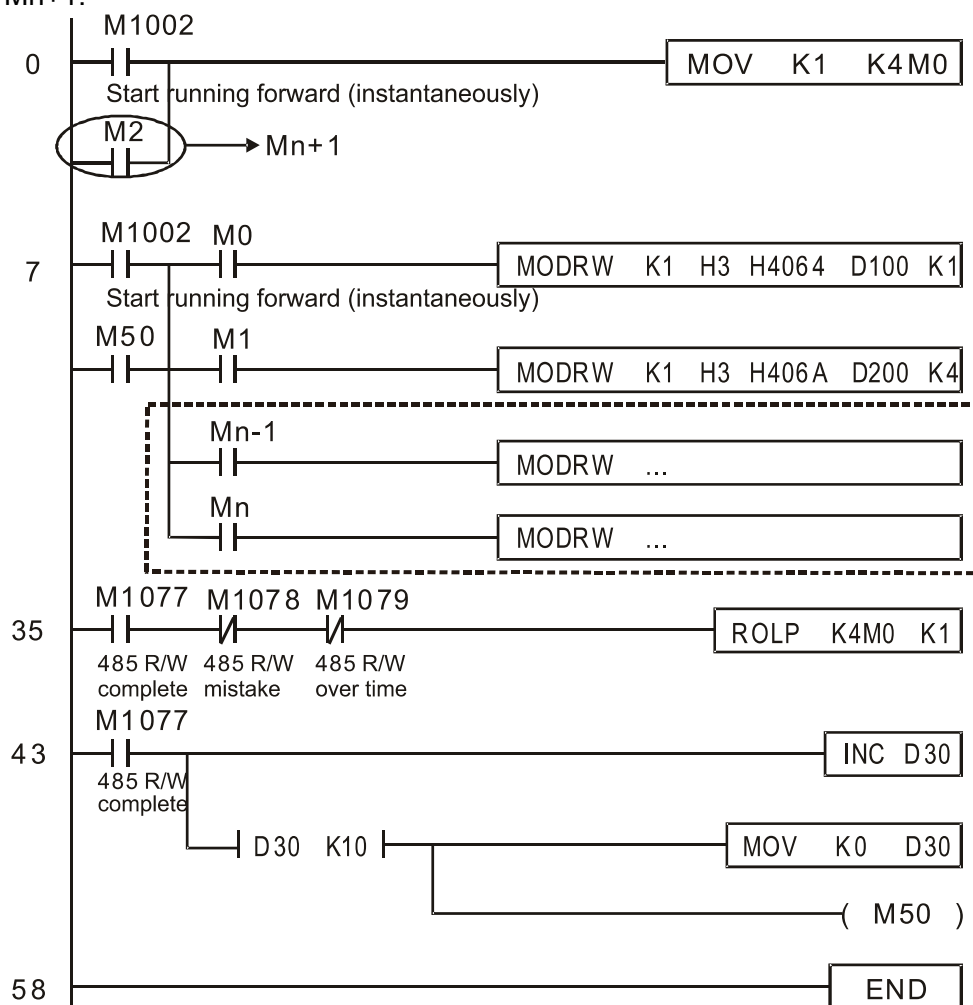 Mn+1.
M1002
0 MOV K1 K4M0
Start running forward (instantaneously)
M2
Mn+1
M1002 M0
7 MODRW K1 H3 H4064 D100 K1
Start running forward (instantaneously)
M50 M1
MODRW K1 H3 H406A D200 K4
Mn-1
MODRW ...
Mn
MODRW ...
M1077 M1078 M1079
35 ROLP K4M0 K1
485 R/W 485 R/W 485 R/W
complete mistake over time
M1077
43 INC D30
485 R/W
complete
D30 K10 MOV K0 D30
( M50 )
58 END